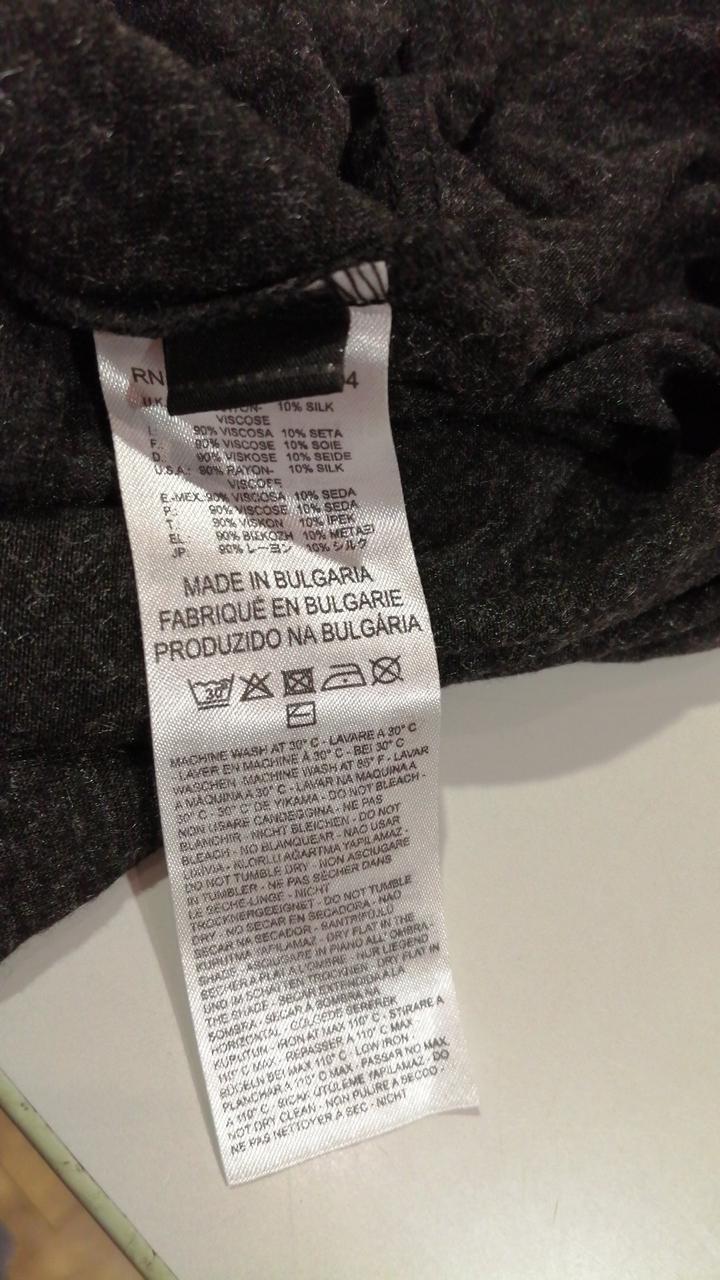 RN 4
U.K. 10% SILK
VISCOSE
I.: 90% VISCOSA 10% SETA
F.: 90% VISCOSE 10% SOIE
D.: 90% VISKOSE 10% SEIDE
U.S.A.: 90% RAYON- 10% SILK
VISCOSE
E-MEX.: 90% VISCOSA 10% SEDA
P.: 90% VISCOSE 10% SEDA
T.: 90% VISKON 10% IPEK
EL.: 90% ΒΙΣΚΟΖΗ 10% ΜΕΤΑΞΙ
JP: 90% レーヨン 10% シルク
MADE IN BULGARIA
FABRIQUÉ EN BULGARIE
PRODUZIDO NA BULGÁRIA
30°
MACHINE WASH AT 30° C - LAVARE A 30° C
- LAVER EN MACHINE À 30° C - BEI 30° C
WASCHEN MACHINE WASH AT 85° F - LAVAR
A MAQUINA A 30° C - LAVAR NA MAQUINA A
30° C - 30° C' DE YIKAMA - DO NOT BLEACH -
NON USARE CANDEGGINA - NE PAS
BLANCHIR - NICHT BLEICHEN - DO NOT
BLEACH - NO BLANQUEAR - NAO USAR
LIXIVIA - KLORLU AGARTMA YAPILAMAZ -
DO NOT TUMBLE DRY - NON ASCIUGARE
IN TUMBLER - NE PAS SÉCHER DANS
LE SÈCHE-LINGE - NICHT
TROCKNERGEEIGNET - DO NOT TUMBLE
DRY - NO SECAR EN SECADORA - NAO
SECAR NA SECADOR - SANTRIFÜJLÜ
KURUTMA YAPILAMAZ - DRY FLAT IN THE
SHADE - ASCIUGARE IN PIANO ALL' OMBRA -
SÉCHER À PLAT À L'OMBRE - NUR LIEGEND
UND IM SCHATTEN TROCKNEN - DRY FLAT IN
THE SHADE - SECAR EXTENDIDA A LA
SOMBRA - SECAR À SOMBRA NA
HORIZONTAL - GÖLGEDE SEREREK
KURUTUN - IRON AT MAX 110° C - STIRARE A
110° C MAX - REPASSER À 110° C MAX
BÜGELN BEI MAX 110° C - LOW IRON
PLANCHAR A 110° C MAX - PASSAR NO MAX.
A 110° C - SICAK ÜTÜLEME YAPILAMAZ - DO
NOT DRY CLEAN - NON PULIRE A SECCO -
NE PAS NETTOYER A SEC - NICHT